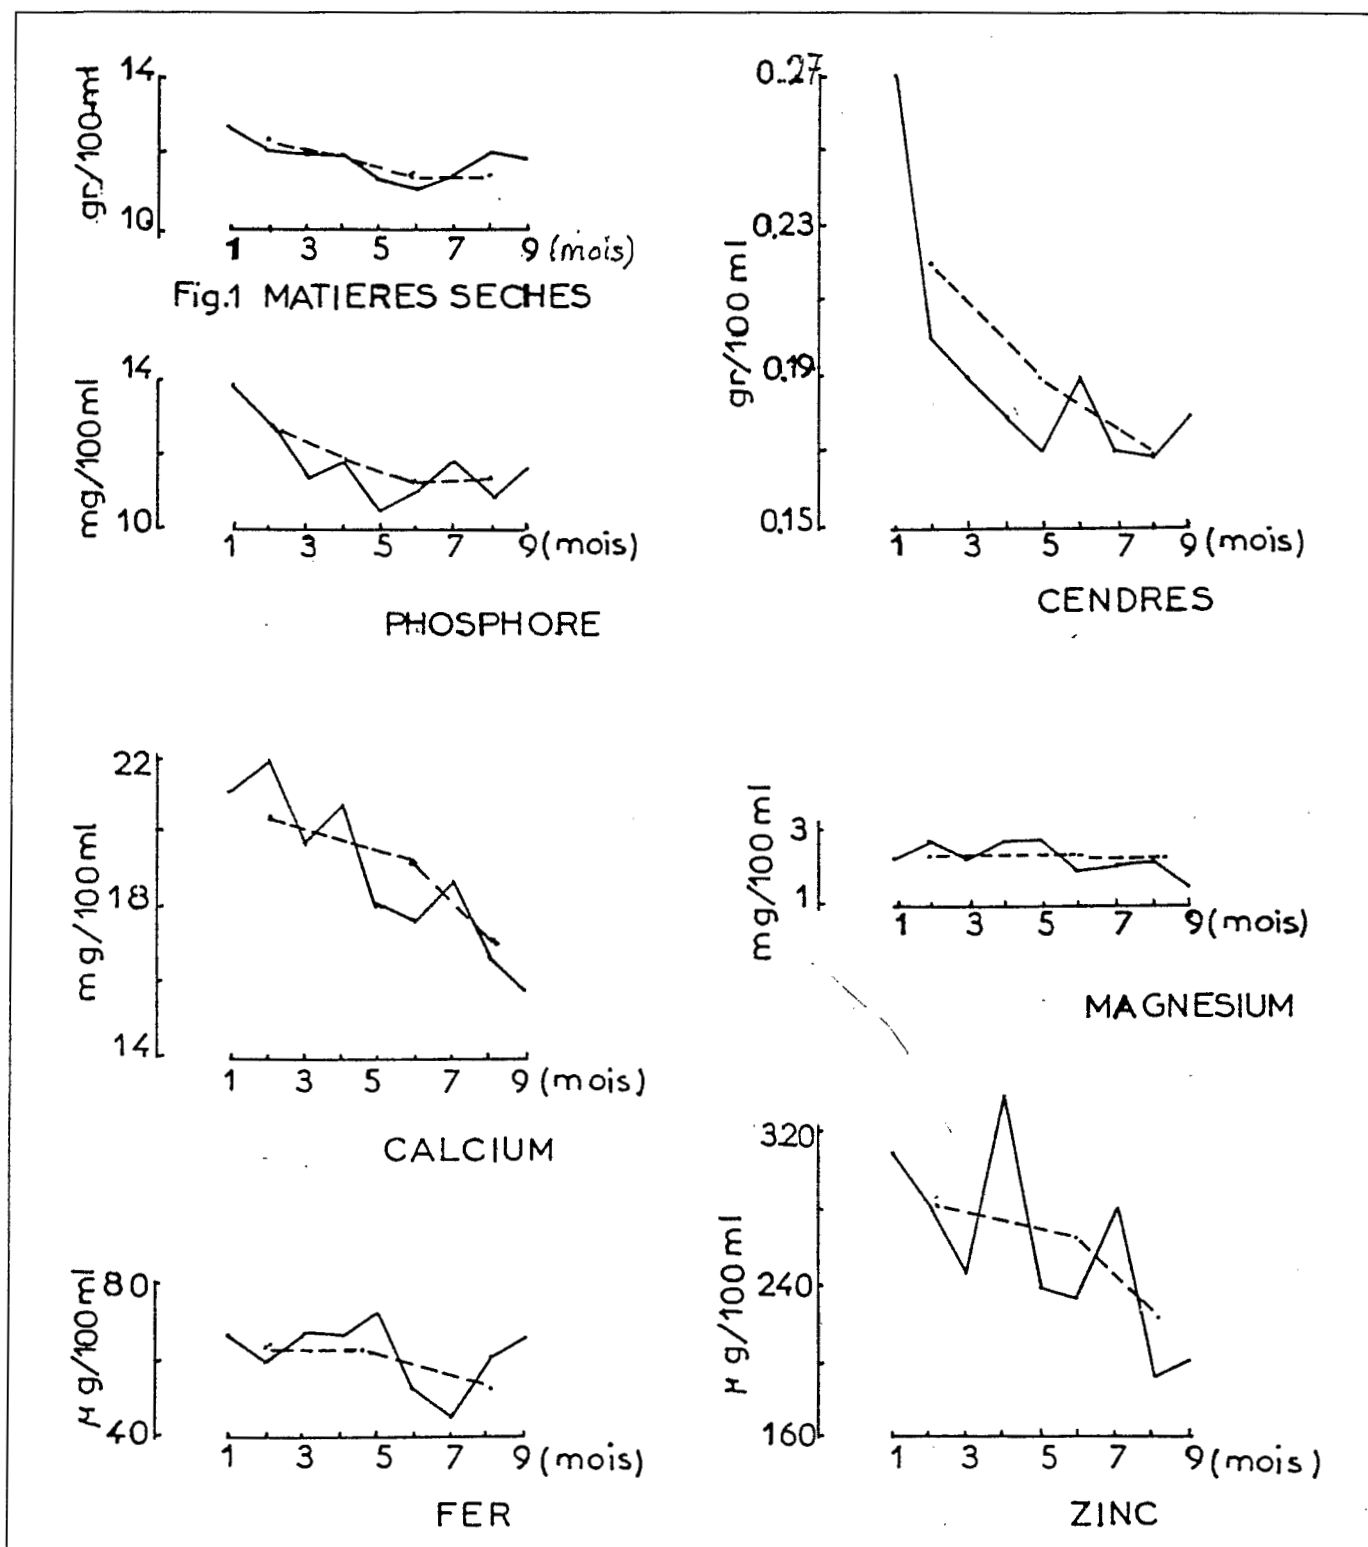 14
gr/100ml
10
1 3 5 7 9 (mois)
Fig.1 MATIERES SECHES
0.27
0.23
gr/100 ml
0.19
0.15
1 3 5 7 9 (mois)
CENDRES
14
mg/100ml
10
1 3 5 7 9 (mois)
PHOSPHORE
22
mg/100ml
18
14
1 3 5 7 9 (mois)
CALCIUM
3
mg/100ml
1
1 3 5 7 9 (mois)
MAGNESIUM
80
µg/100ml
40
1 3 5 7 9 (mois)
FER
320
µg/100ml
240
160
1 3 5 7 9 (mois)
ZINC